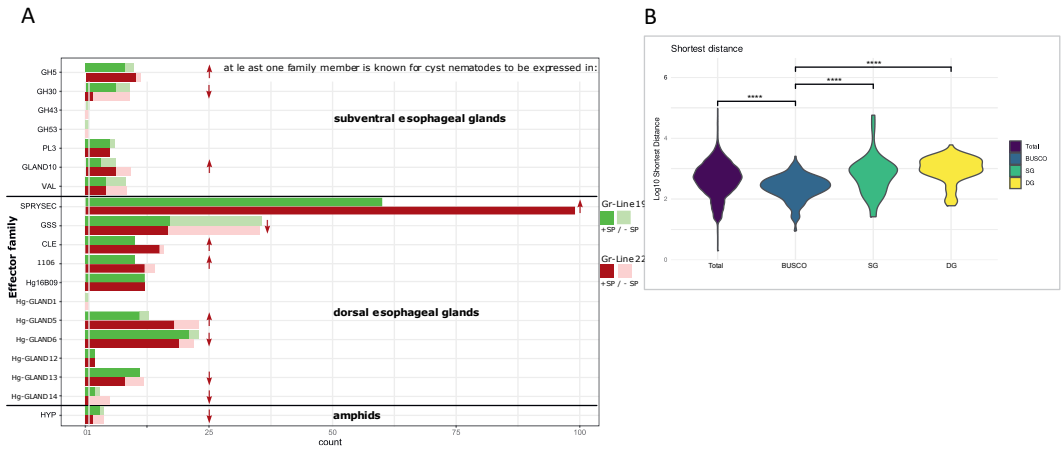 A
B
at le ast one family member is known for cyst nematodes to be expressed in:
GH5
GH30
GH43
GH53
PL3
GLAND10
VAL
SPRYSEC
GSS
CLE
1106
Hg16B09
Hg-GLAND1
Hg-GLAND5
Hg-GLAND6
Hg-GLAND12
Hg-GLAND13
Hg-GLAND14
HYP
Effector family
subventral esophageal glands
dorsal esophageal glands
amphids
01 25 50 75 100
count
Gr-Line19
+SP / - SP
Gr-Line22
+SP / - SP
Shortest distance
Log10 Shortest Distance
6
4
2
0
****
****
****
Total BUSCO SG DG
Total
BUSCO
SG
DG